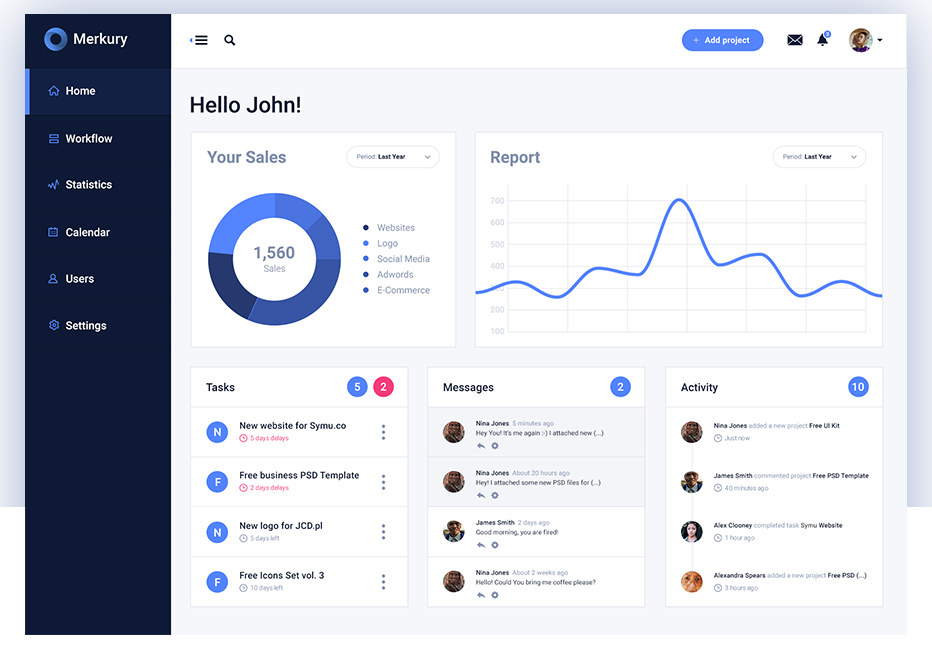 Merkury
+ Add project
3
Home
Workflow
Statistics
Calendar
Users
Settings
Hello John!
Your Sales
Period: Last Year
1,560
Sales
Websites
Logo
Social Media
Adwords
E-Commerce
Report
Period: Last Year
700
600
500
400
200
100
Tasks
5
2
N
New website for Symu.co
5 days delays
F
Free business PSD Template
2 days delays
N
New logo for JCD.pl
5 days left
F
Free Icons Set vol. 3
10 days left
Messages
2
Nina Jones 5 minutes ago
Hey You! It's me again :-) I attached new (...)
Nina Jones About 20 hours ago
Hey! I attached some new PSD files for (...)
James Smith 2 days ago
Good morning, you are fired!
Nina Jones About 2 weeks ago
Hello! Could You bring me coffee please?
Activity
10
Nina Jones added a new project Free UI Kit
Just now
James Smith commented project Free PSD Template
40 minutes ago
Alex Clooney completed task Symu Website
1 hour ago
Alexandra Spears added a new project Free PSD (...)
3 hours ago